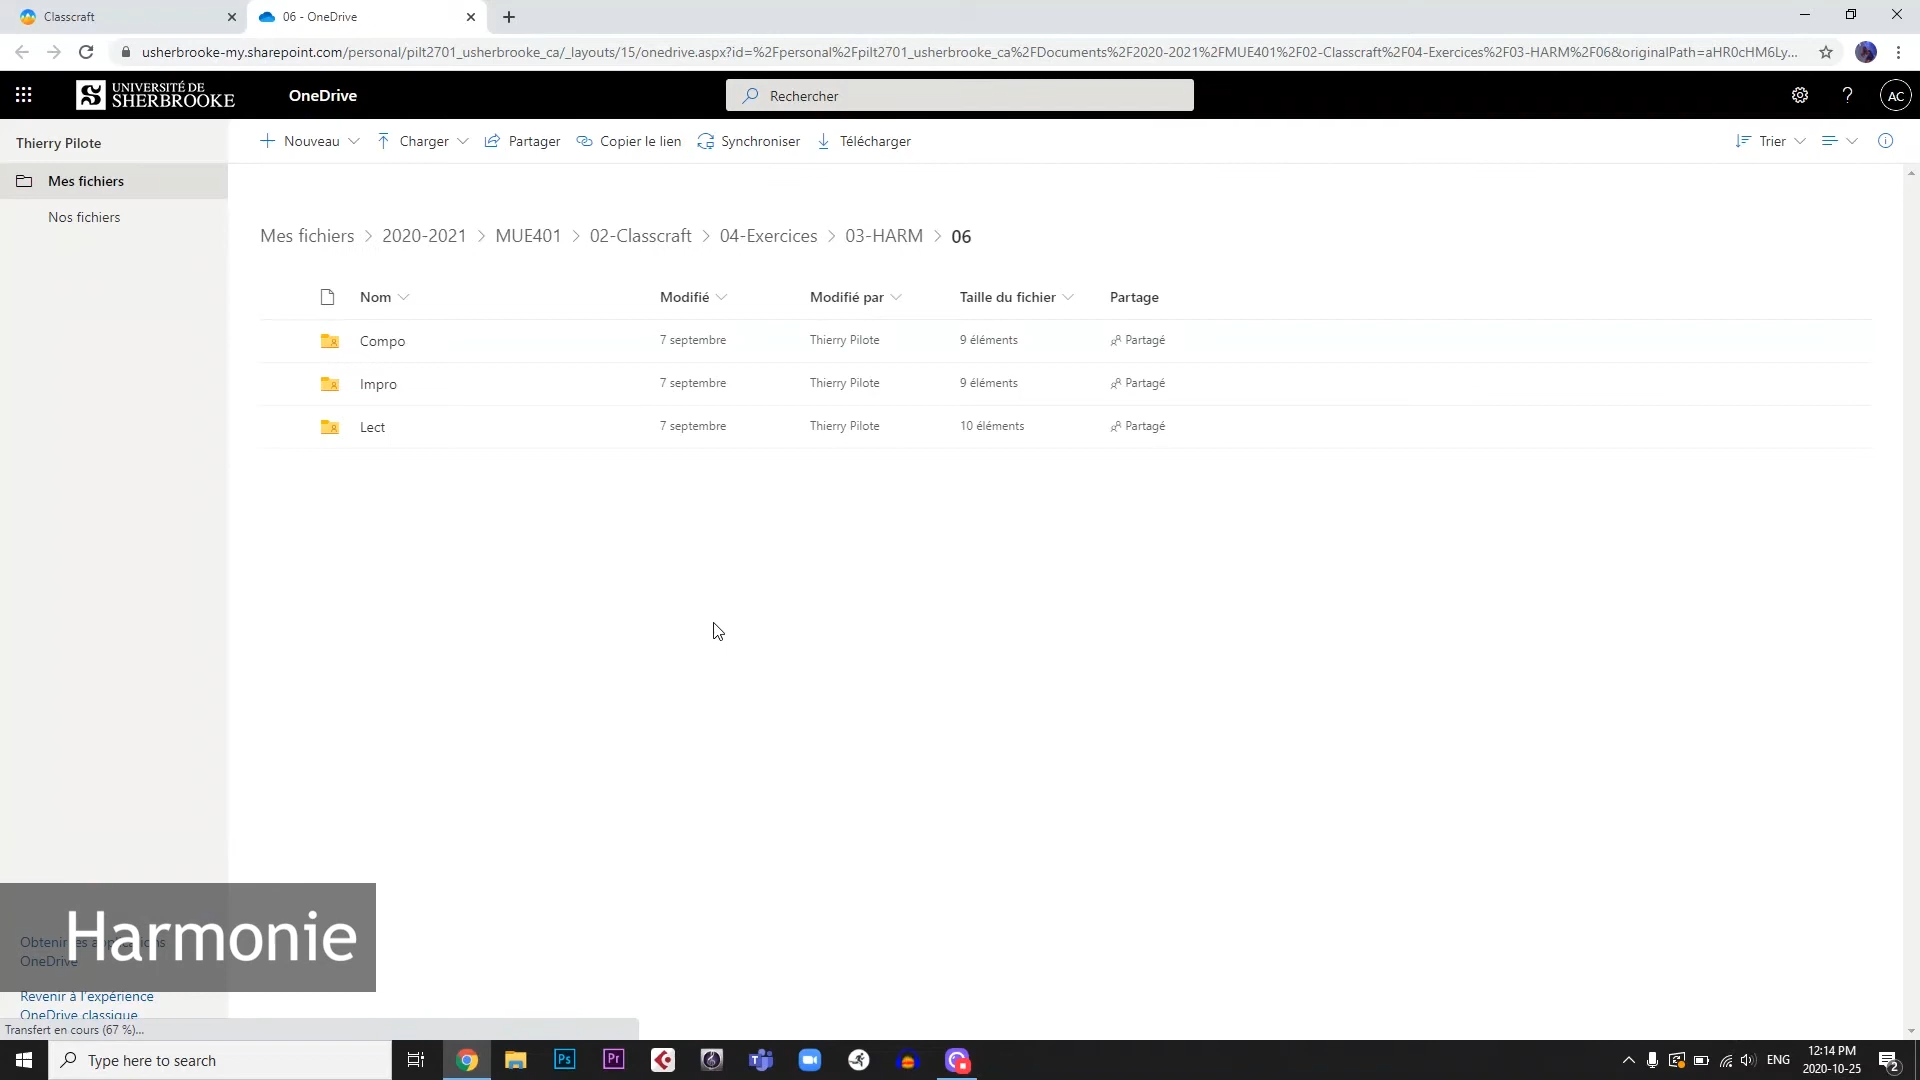 Classcraft
06 - OneDrive
usherbrooke-my.sharepoint.com/personal/pilt2701_usherbrooke_ca/_layouts/15/onedrive.aspx?id=%2Fpersonal%2Fpilt2701_usherbrooke_ca%2FDocuments%2F2020-2021%2FMUE401%2F02-Classcraft%2F04-Exercices%2F03-HARM%2F06&originalPath=aHR0cHM6Ly...
UNIVERSITÉ DE
SHERBROOKE
OneDrive
Rechercher
?
AC
Thierry Pilote
Nouveau
Charger
Partager
Copier le lien
Synchroniser
Télécharger
Trier
Mes fichiers
Nos fichiers
Mes fichiers > 2020-2021 > MUE401 > 02-Classcraft > 04-Exercices > 03-HARM > 06
Nom Modifié Modifié par Taille du fichier Partage
Compo 7 septembre Thierry Pilote 9 éléments Partagé
Impro 7 septembre Thierry Pilote 9 éléments Partagé
Lect 7 septembre Thierry Pilote 10 éléments Partagé
Harmonie
Obtenir les applications
OneDrive
Revenir à l'expérience
OneDrive classique
Transfert en cours (67 %)...
Type here to search
Ps
Pr
ENG
12:14 PM
2020-10-25
2